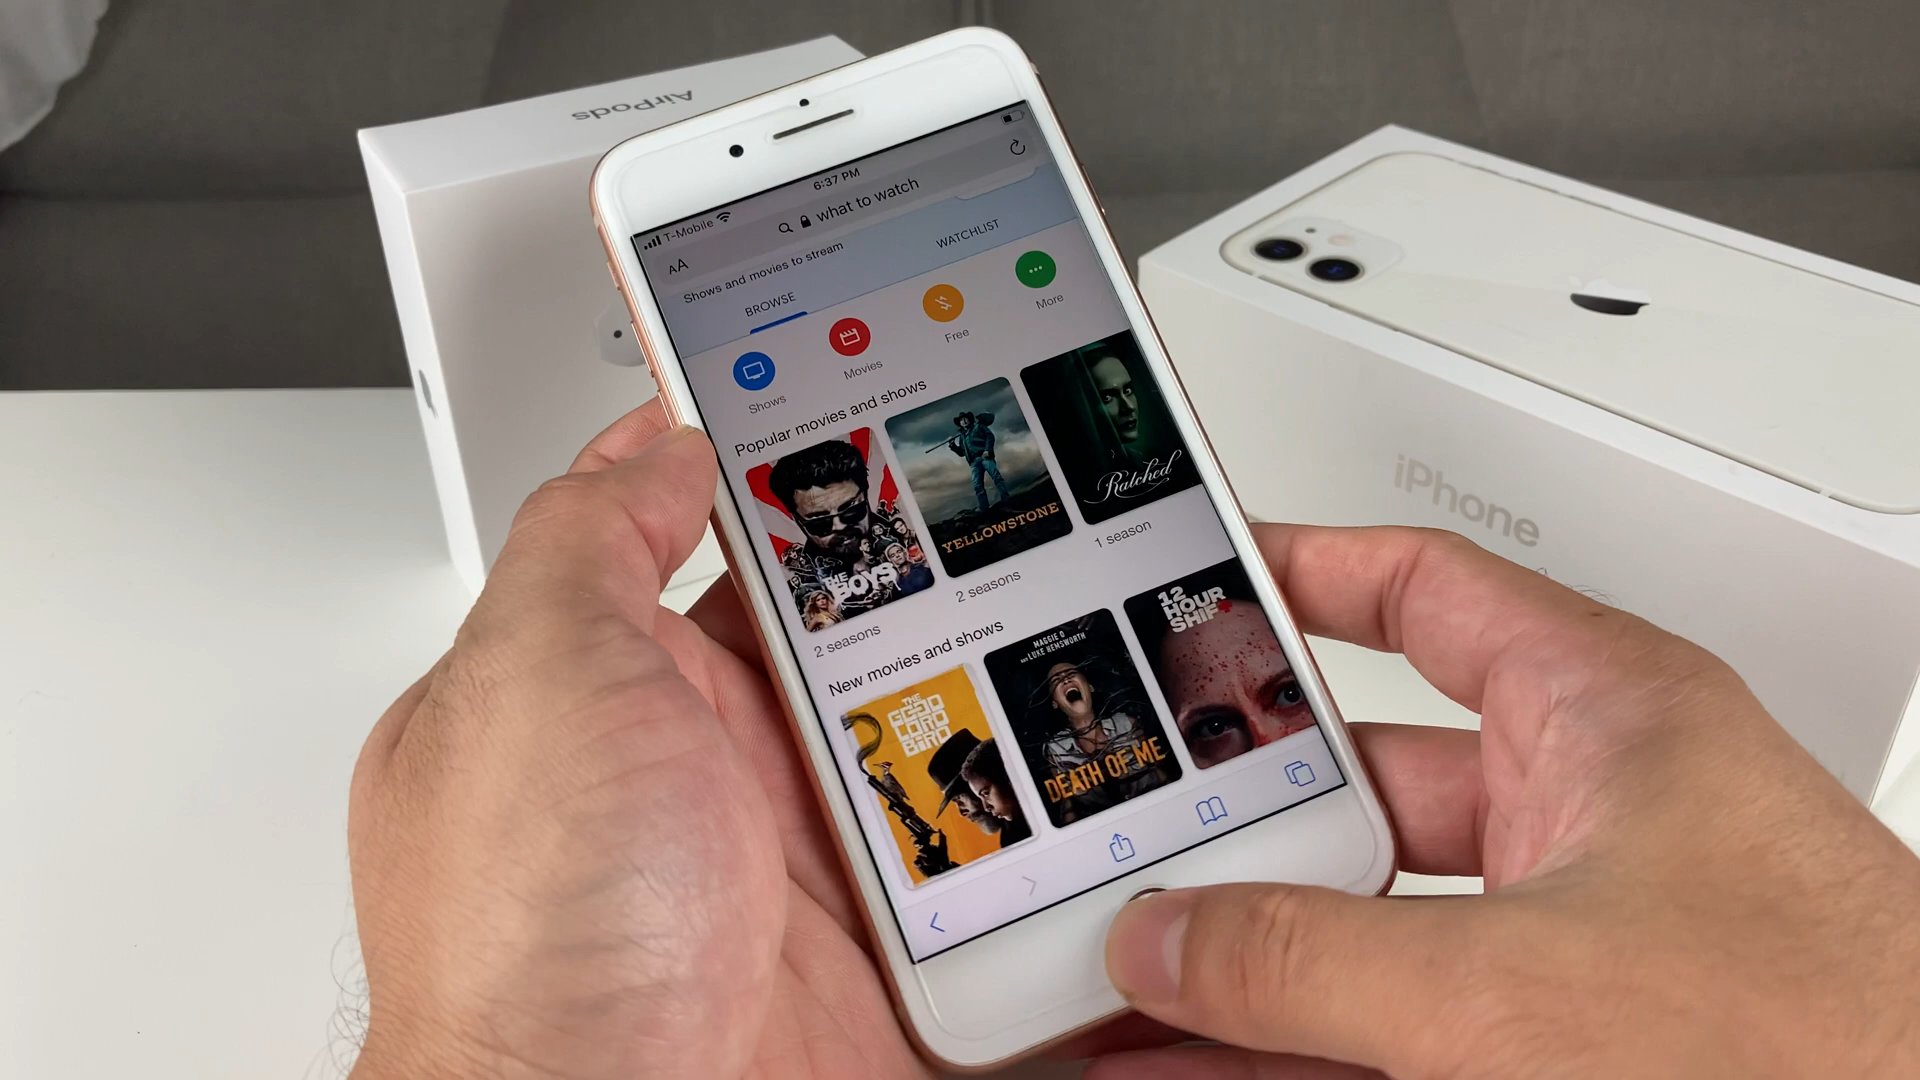 AirPods
T-Mobile
6:37 PM
AA
what to watch
Shows and movies to stream
BROWSE
WATCHLIST
Shows
Movies
Free
More
Popular movies and shows
THE
BOYS
YELLOWSTONE
Ratched
2 seasons
2 seasons
1 season
New movies and shows
THE
GOOD
LORD
BIRD
MAGGIE Q
AND LUKE HEMSWORTH
DEATH OF ME
12
HOUR
SHIFT
iPhone